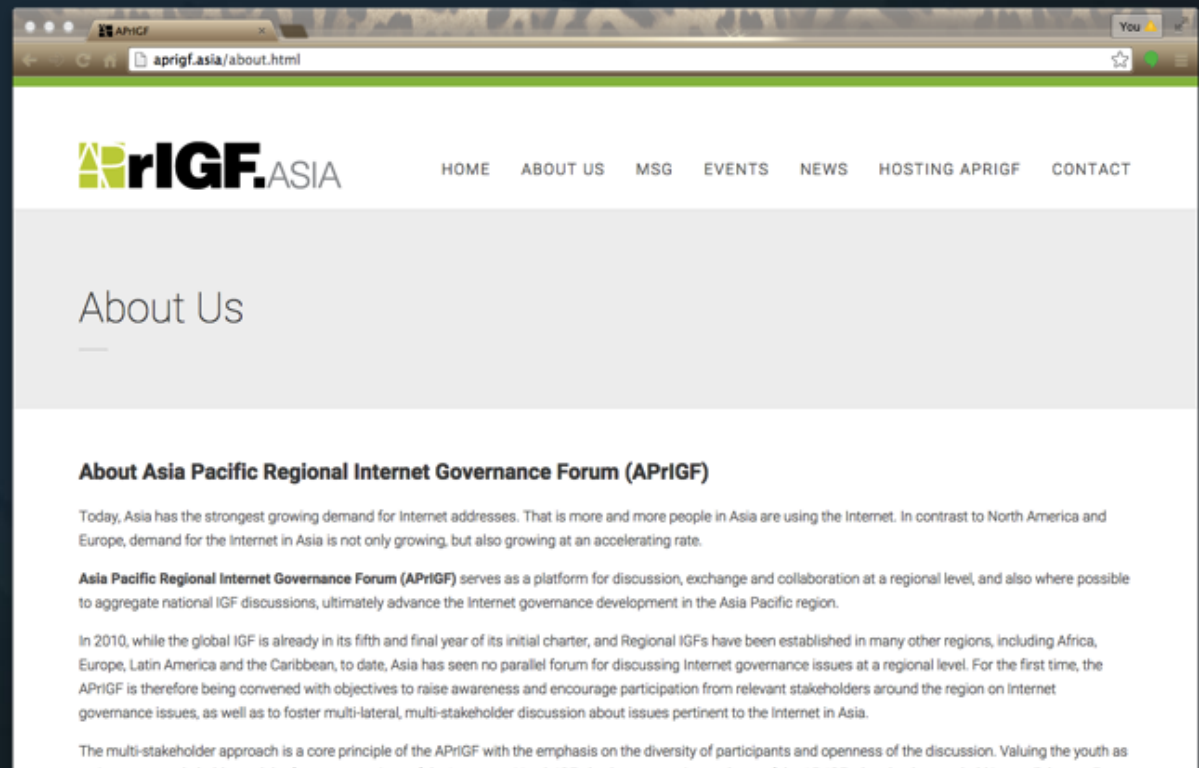 APrIGF
You
aprigf.asia/about.html
APrIGF.ASIA
HOME ABOUT US MSG EVENTS NEWS HOSTING APRIGF CONTACT
About Us
About Asia Pacific Regional Internet Governance Forum (APrIGF)
Today, Asia has the strongest growing demand for Internet addresses. That is more and more people in Asia are using the Internet. In contrast to North America and
Europe, demand for the Internet in Asia is not only growing, but also growing at an accelerating rate.
Asia Pacific Regional Internet Governance Forum (APrIGF) serves as a platform for discussion, exchange and collaboration at a regional level, and also where possible
to aggregate national IGF discussions, ultimately advance the Internet governance development in the Asia Pacific region.
In 2010, while the global IGF is already in its fifth and final year of its initial charter, and Regional IGFs have been established in many other regions, including Africa,
Europe, Latin America and the Caribbean, to date, Asia has seen no parallel forum for discussing Internet governance issues at a regional level. For the first time, the
APrIGF is therefore being convened with objectives to raise awareness and encourage participation from relevant stakeholders around the region on Internet
governance issues, as well as to foster multi-lateral, multi-stakeholder discussion about issues pertinent to the Internet in Asia.
The multi-stakeholder approach is a core principle of the APrIGF with the emphasis on the diversity of participants and openness of the discussion. Valuing the youth as